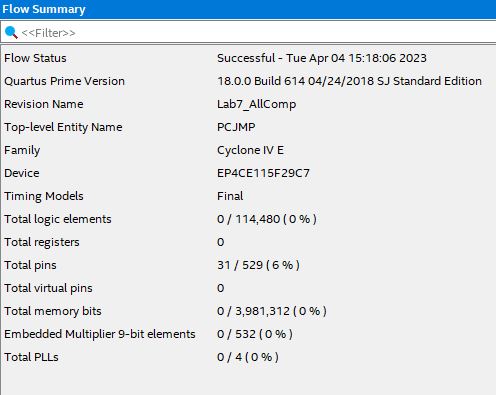 Flow Summary
<<Filter>>
Flow Status Successful - Tue Apr 04 15:18:06 2023
Quartus Prime Version 18.0.0 Build 614 04/24/2018 SJ Standard Edition
Revision Name Lab7_AllComp
Top-level Entity Name PCJMP
Family Cyclone IV E
Device EP4CE115F29C7
Timing Models Final
Total logic elements 0 / 114,480 ( 0 % )
Total registers 0
Total pins 31 / 529 ( 6 % )
Total virtual pins 0
Total memory bits 0 / 3,981,312 ( 0 % )
Embedded Multiplier 9-bit elements 0 / 532 ( 0 % )
Total PLLs 0 / 4 ( 0 % )